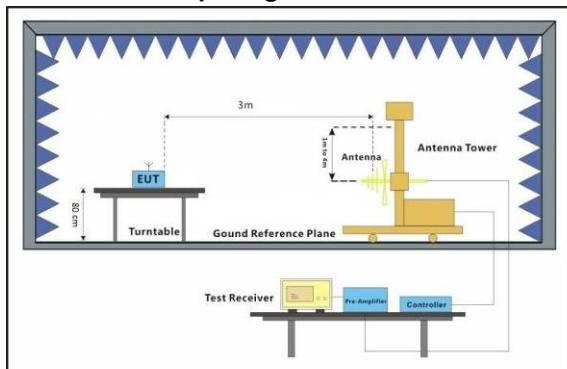 3m
1m to 4m
Antenna
Antenna Tower
EUT
80 cm
Turntable
Gound Reference Plane
Test Receiver
Pre-Amplifier
Controller